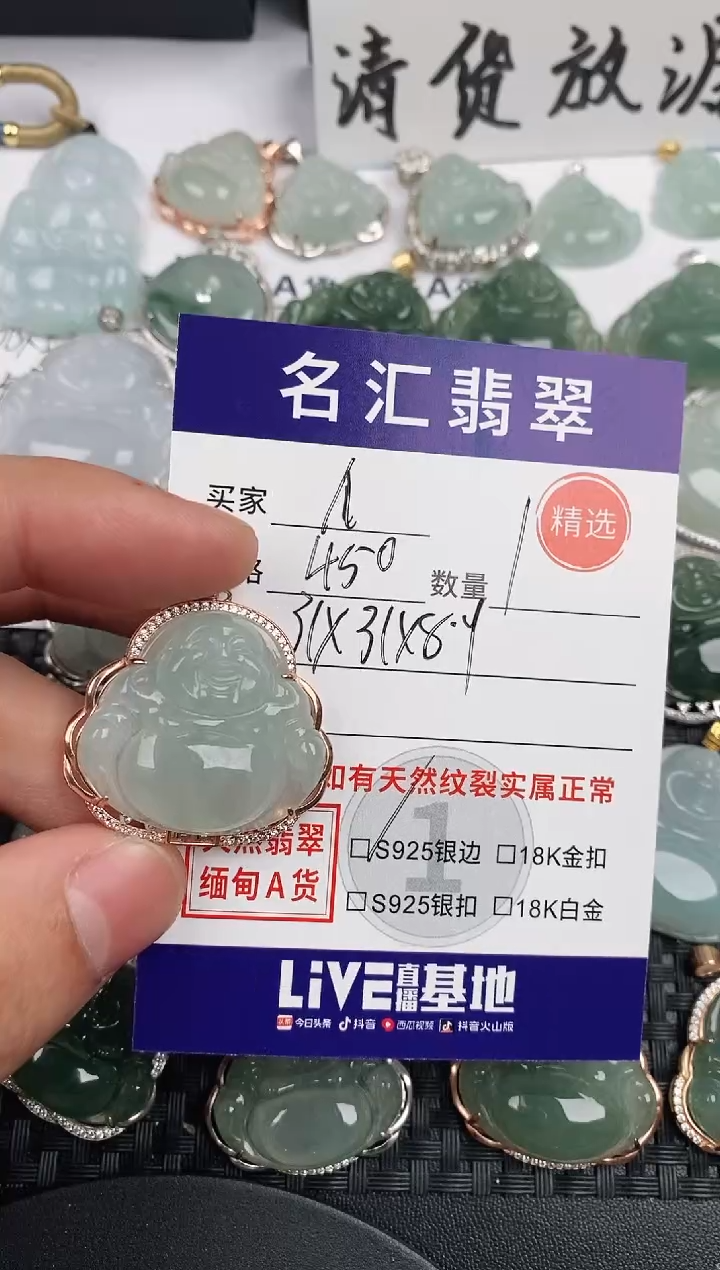 清货放
名汇翡翠
买家
精选
格 450 数量 1
31X31X8.4
如有天然纹裂实属正常
1
天然翡翠
缅甸A货
S925银边 18K金扣
S925银扣 18K白金
LiVE直播基地
头条 今日头条 抖音 西瓜视频 抖音火山版